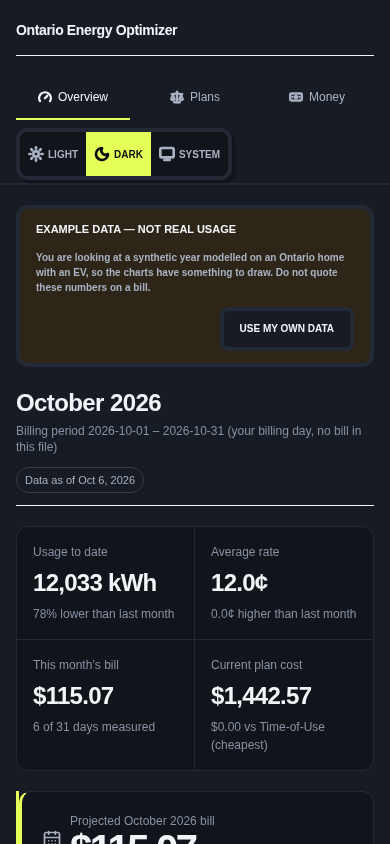 Ontario Energy Optimizer
Overview
Plans
Money
LIGHT
DARK
SYSTEM
EXAMPLE DATA — NOT REAL USAGE
You are looking at a synthetic year modelled on an Ontario home
with an EV, so the charts have something to draw. Do not quote
these numbers on a bill.
USE MY OWN DATA
October 2026
Billing period 2026-10-01 – 2026-10-31 (your billing day, no bill in
this file)
Data as of Oct 6, 2026
Usage to date
12,033 kWh
78% lower than last month
Average rate
12.0¢
0.0¢ higher than last month
This month's bill
$115.07
6 of 31 days measured
Current plan cost
$1,442.57
$0.00 vs Time-of-Use
(cheapest)
Projected October 2026 bill
$115.07